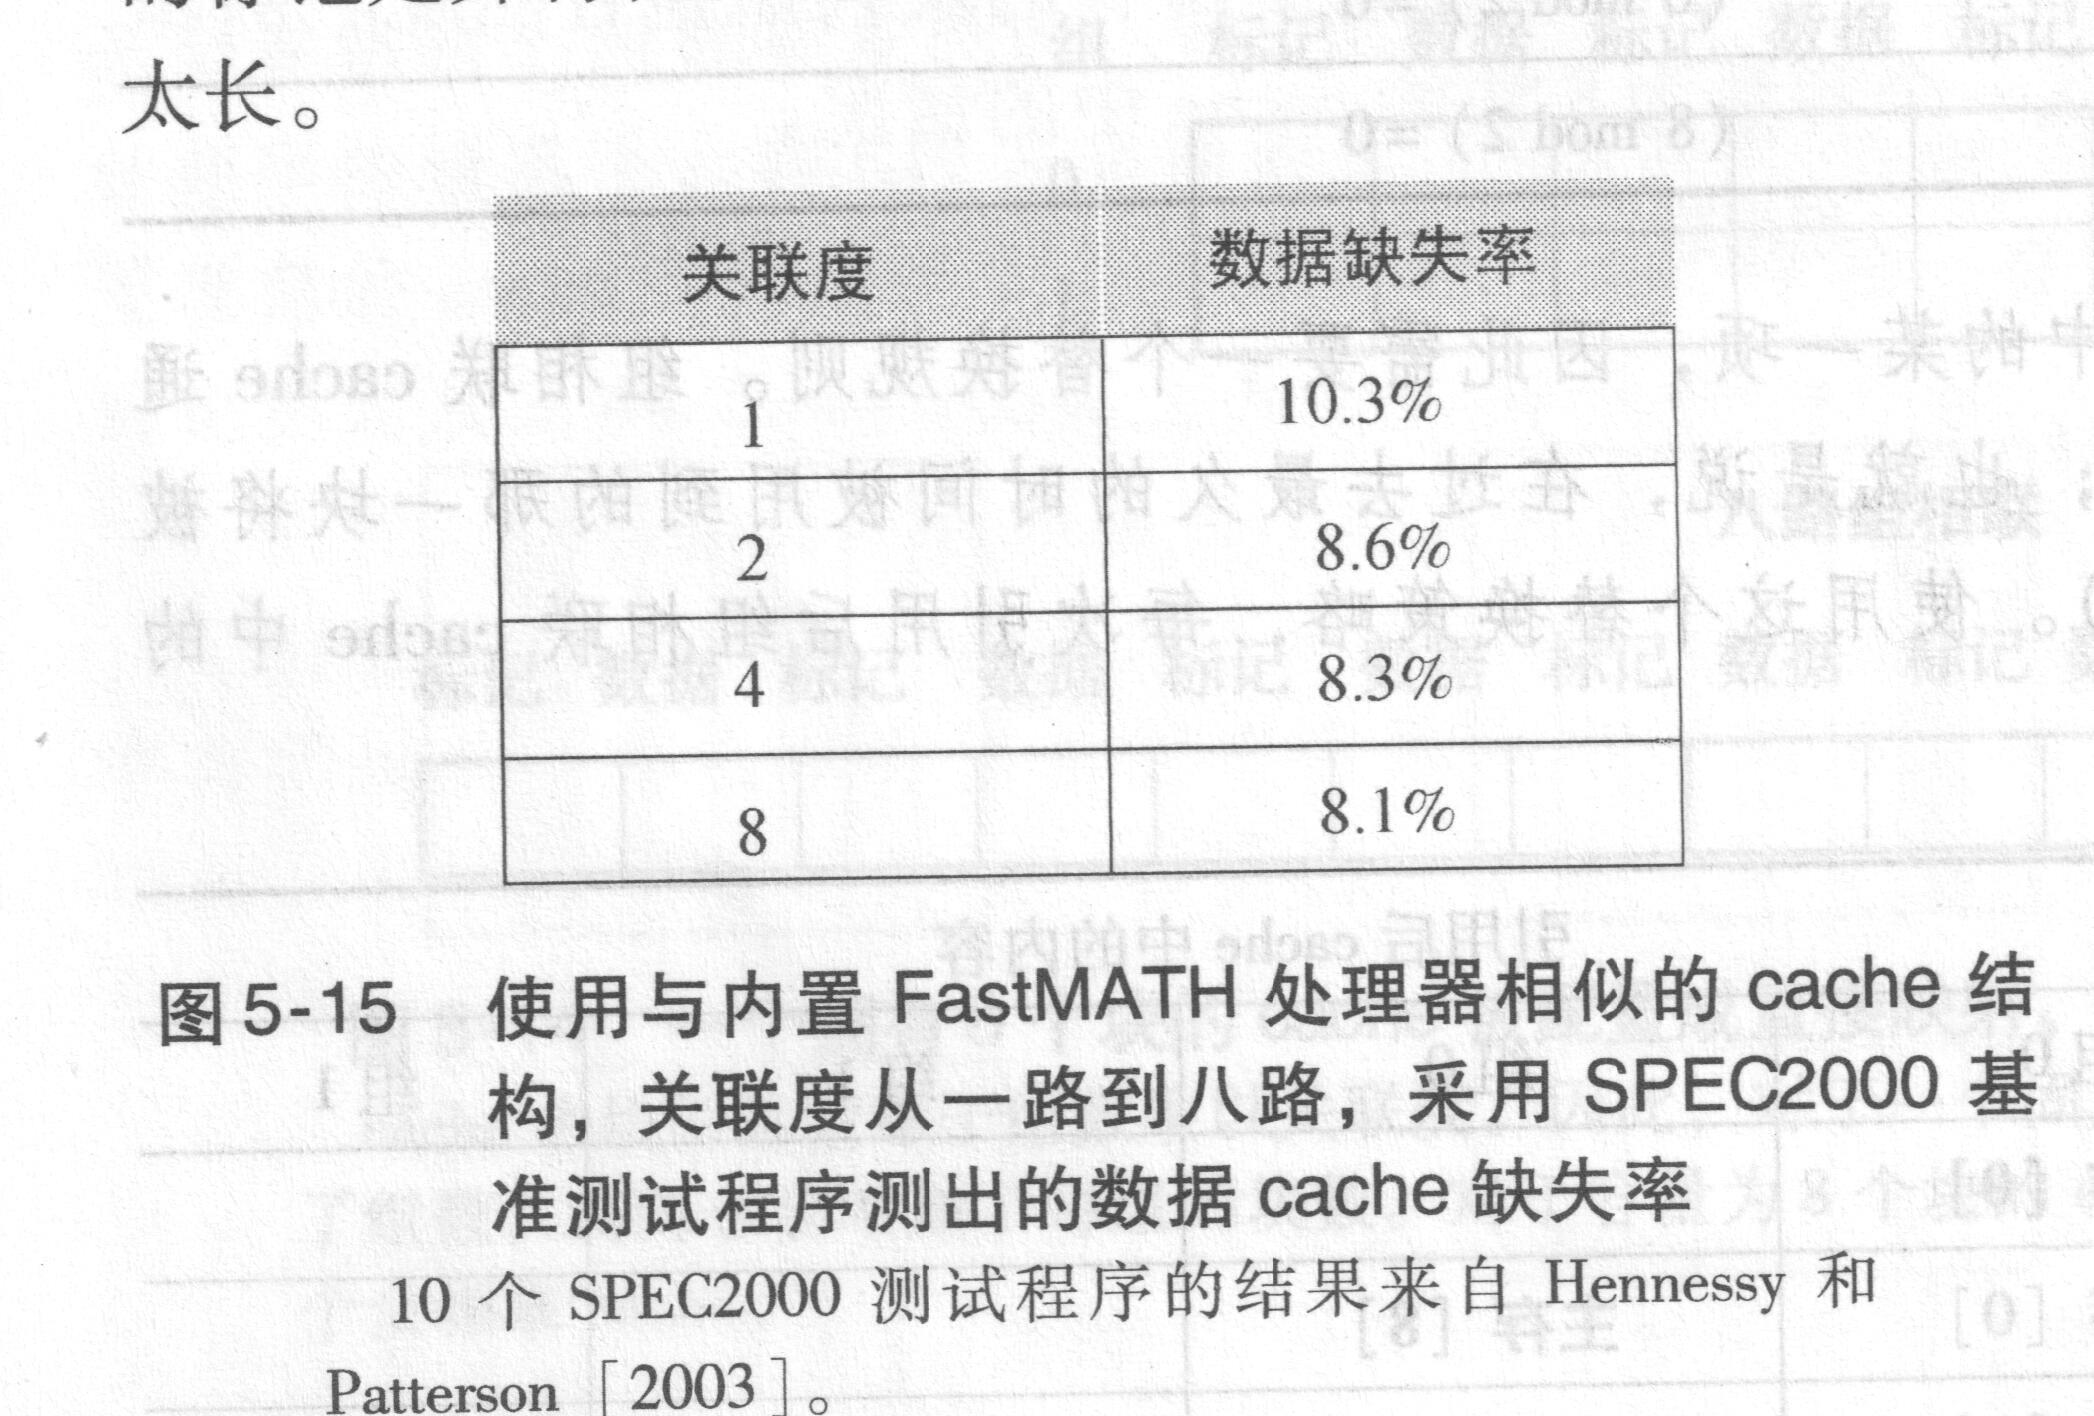 太长。
关联度 数据缺失率
1 10.3%
2 8.6%
4 8.3%
8 8.1%
图5-15 使用与内置 FastMATH 处理器相似的 cache 结
构，关联度从一路到八路，采用 SPEC2000 基
准测试程序测出的数据 cache 缺失率
10 个 SPEC2000 测试程序的结果来自 Hennessy 和
Patterson［2003］。